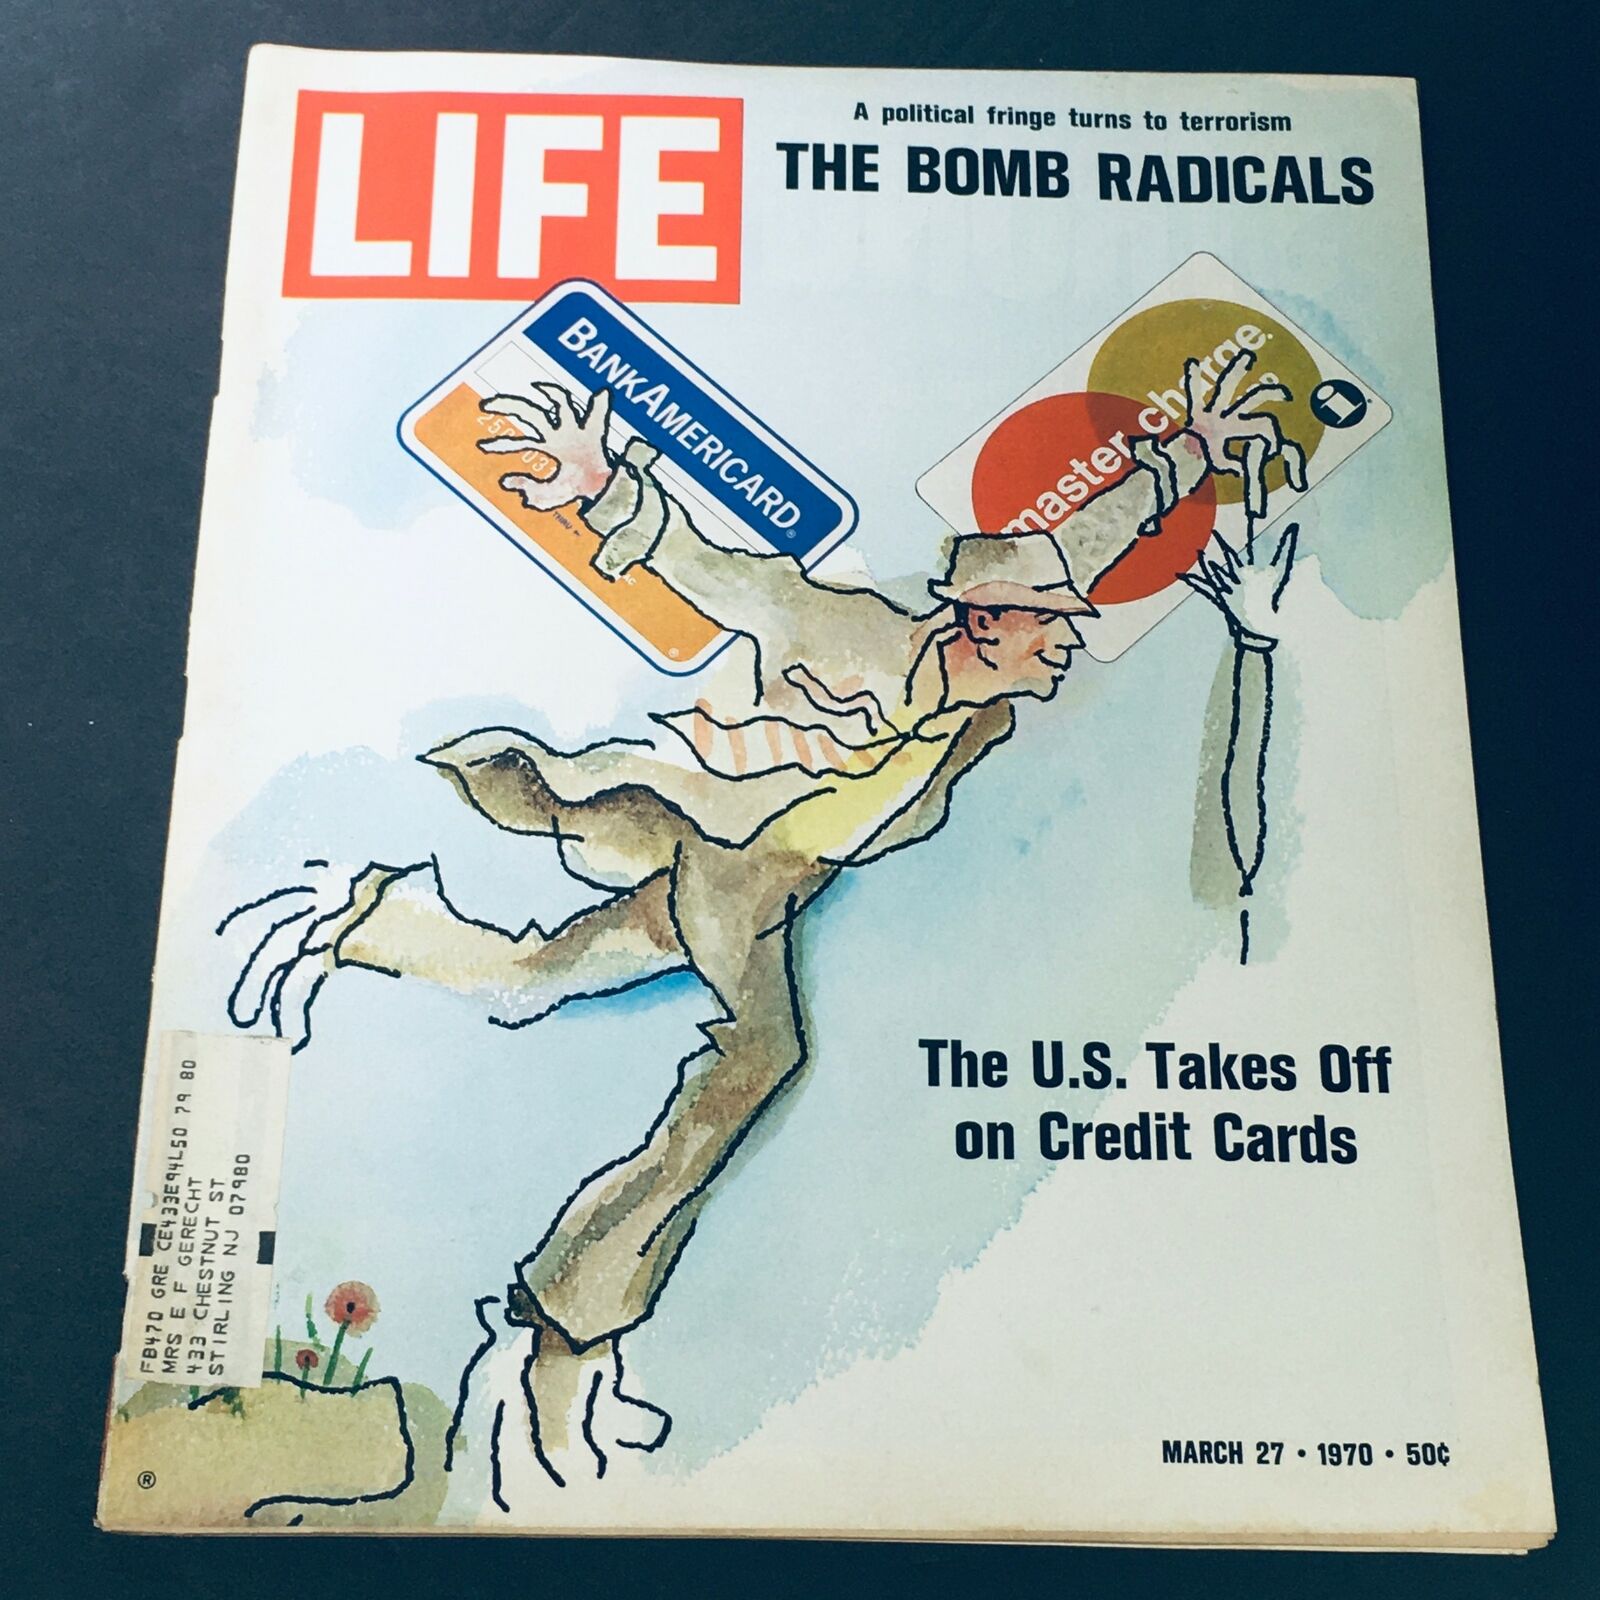 LIFE
A political fringe turns to terrorism
THE BOMB RADICALS
BANKAMERICARD®
master charge
i
The U.S. Takes Off
on Credit Cards
FB470 GRE CE433E94L50 79 80
MRS E F GERECHT
433 CHESTNUT ST
STIRLING NJ 07980
MARCH 27 • 1970 • 50¢
®